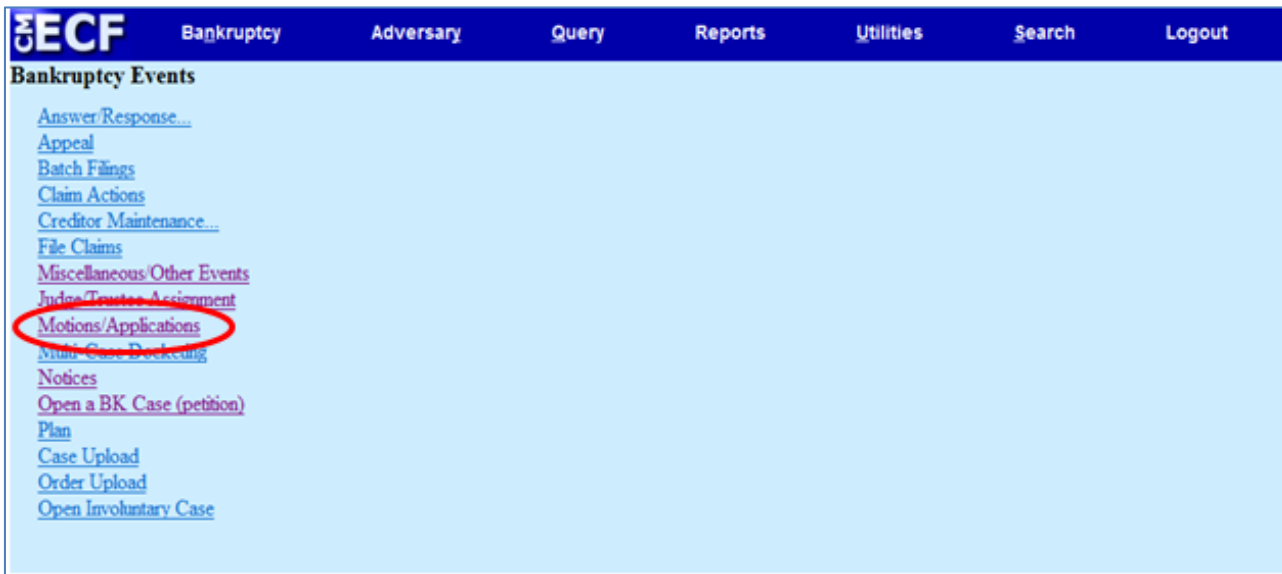 CM ECF Bankruptcy Adversary Query Reports Utilities Search Logout
Bankruptcy Events
Answer/Response...
Appeal
Batch Filings
Claim Actions
Creditor Maintenance...
File Claims
Miscellaneous/Other Events
Judge/Trustee Assignment
Motions/Applications
Multi-Case Docketing
Notices
Open a BK Case (petition)
Plan
Case Upload
Order Upload
Open Involuntary Case